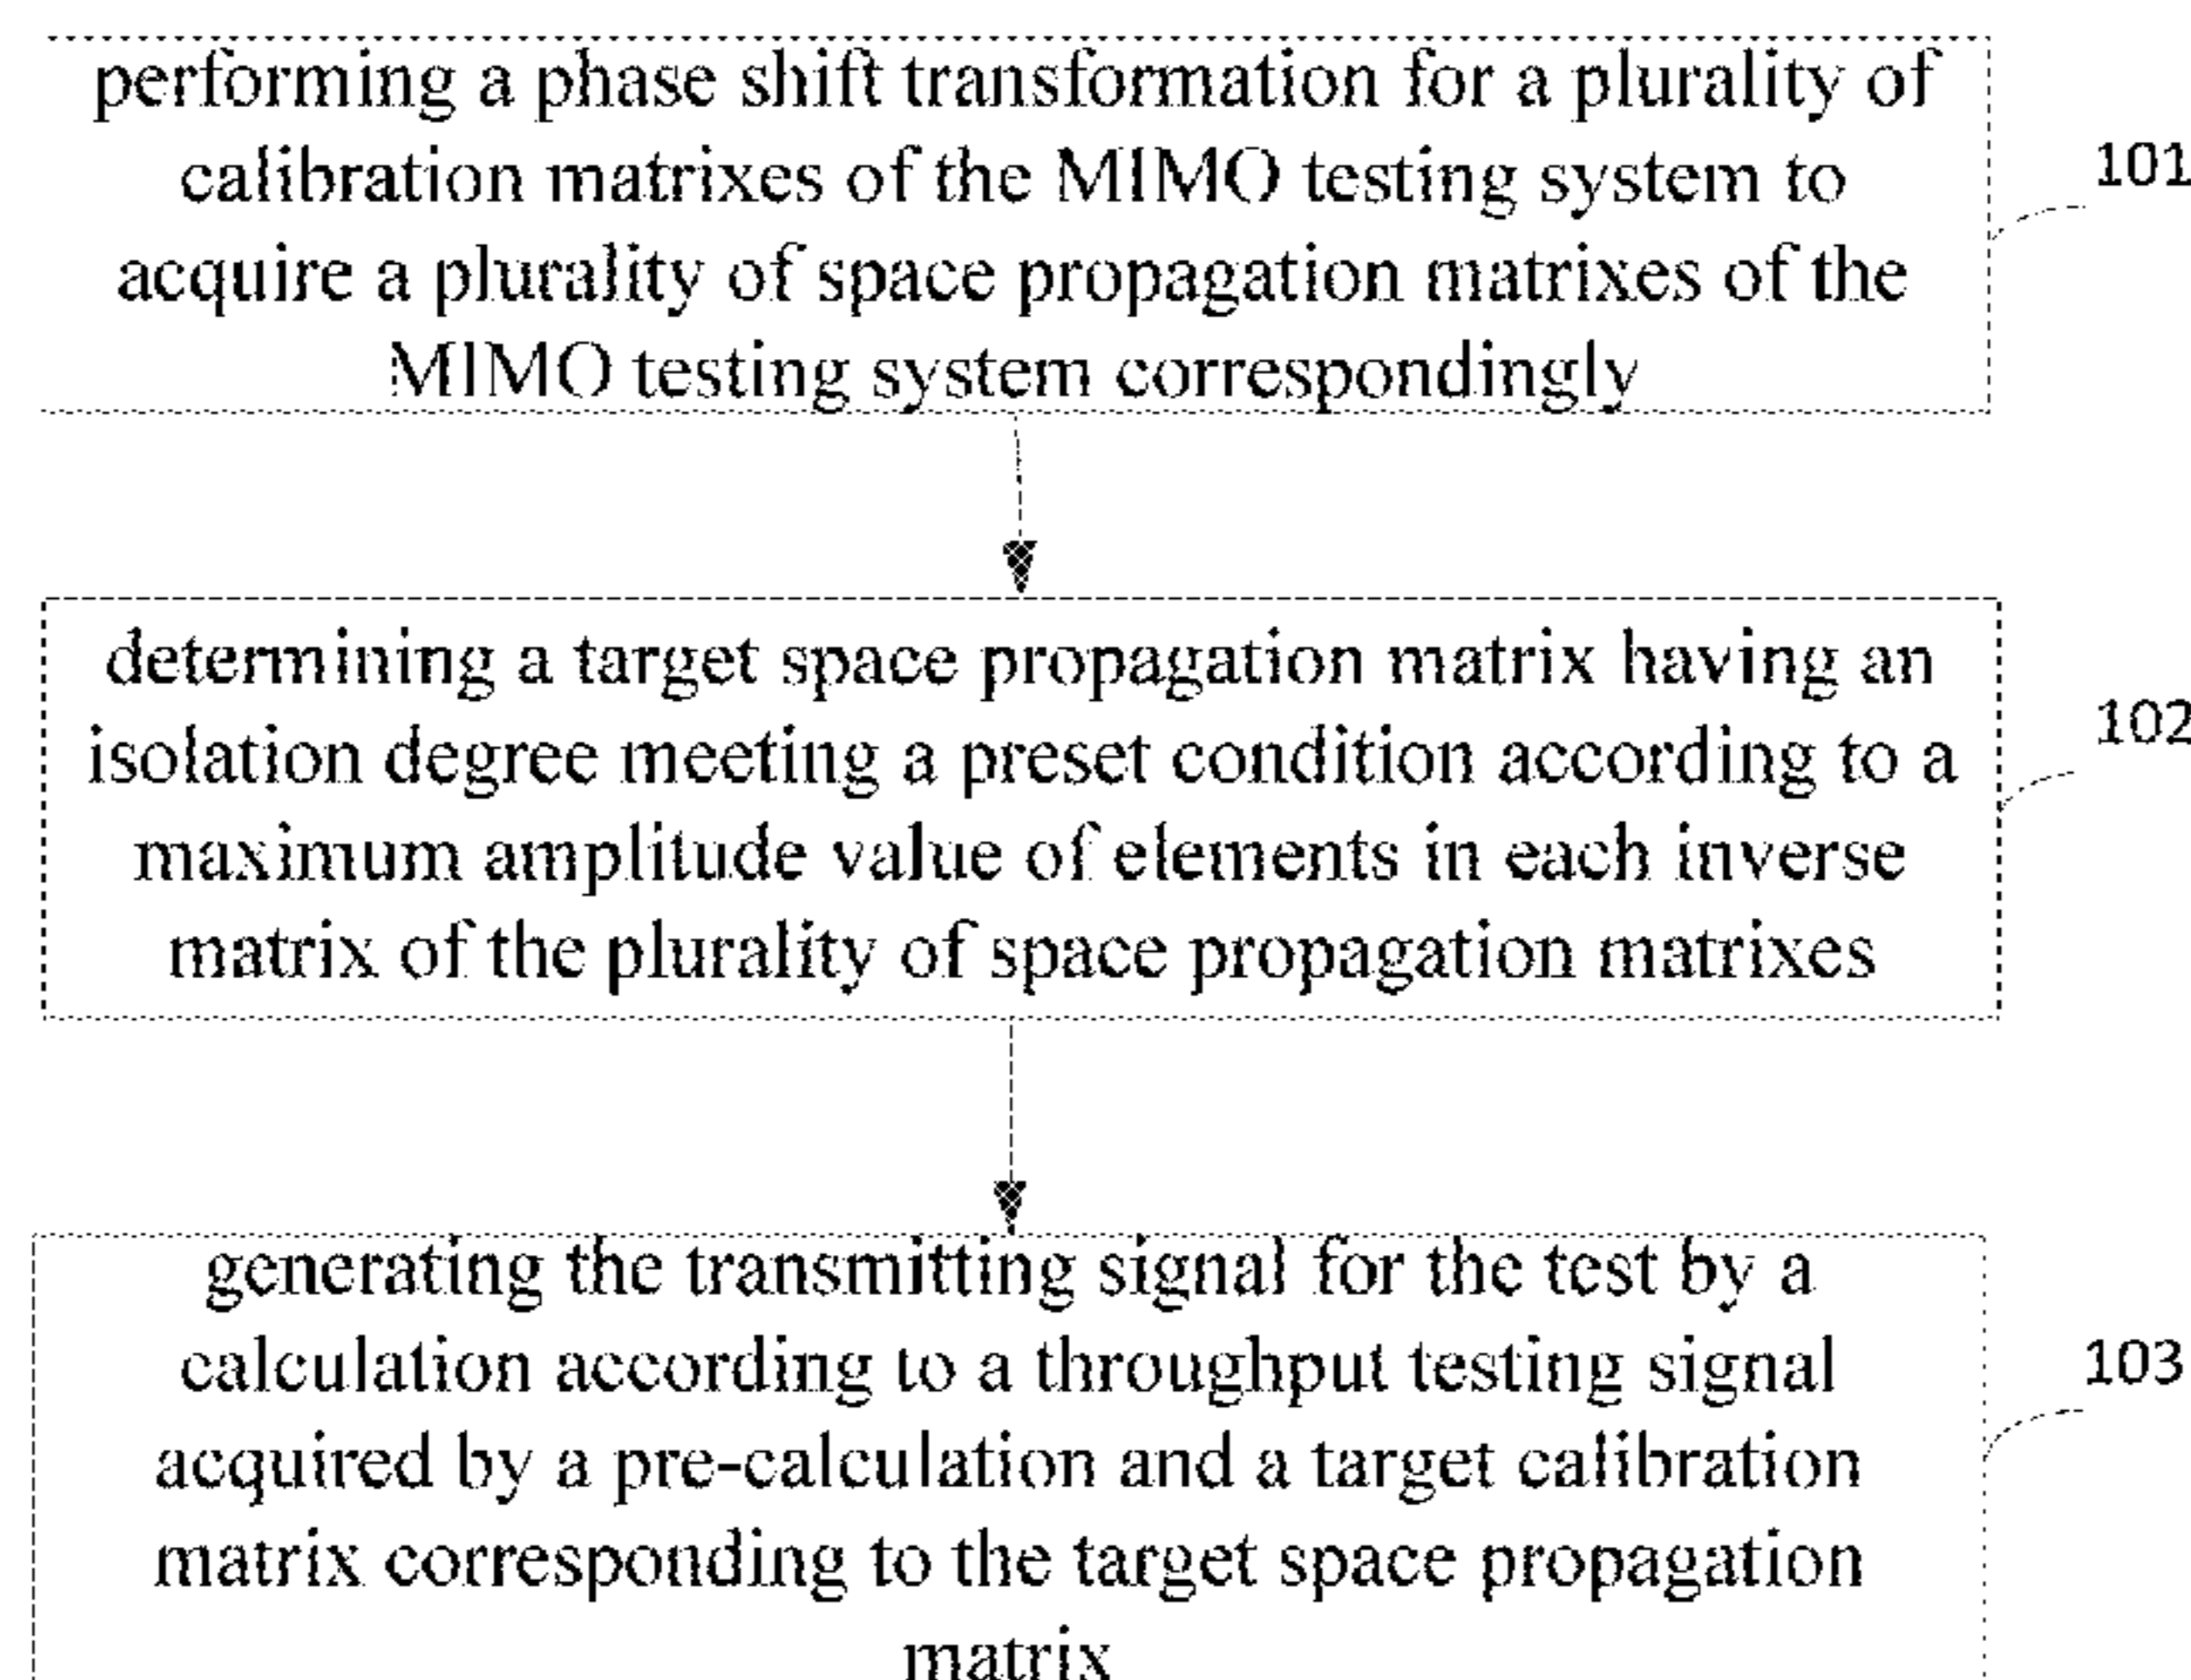 performing a phase shift transformation for a plurality of
calibration matrixes of the MIMO testing system to
acquire a plurality of space propagation matrixes of the
MIMO testing system correspondingly
101
determining a target space propagation matrix having an
isolation degree meeting a preset condition according to a
maximum amplitude value of elements in each inverse
matrix of the plurality of space propagation matrixes
102
generating the transmitting signal for the test by a
calculation according to a throughput testing signal
acquired by a pre-calculation and a target calibration
matrix corresponding to the target space propagation
matrix
103